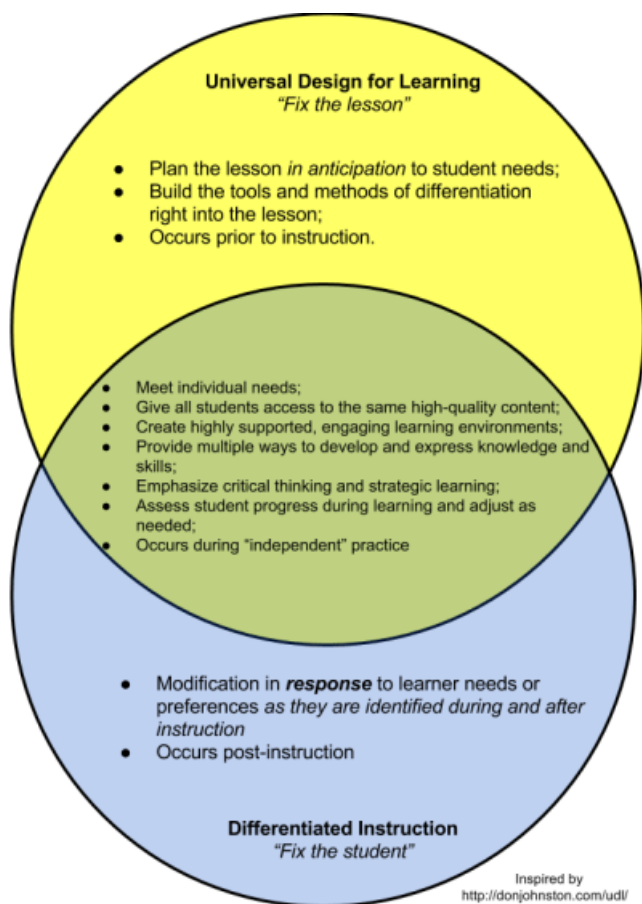 Universal Design for Learning
“Fix the lesson”
● Plan the lesson in anticipation to student needs;
● Build the tools and methods of differentiation
right into the lesson;
● Occurs prior to instruction.
● Meet individual needs;
● Give all students access to the same high-quality content;
● Create highly supported, engaging learning environments;
● Provide multiple ways to develop and express knowledge and
skills;
● Emphasize critical thinking and strategic learning;
● Assess student progress during learning and adjust as
needed;
● Occurs during “independent” practice
● Modification in response to learner needs or
preferences as they are identified during and after
instruction
● Occurs post-instruction
Differentiated Instruction
“Fix the student”
Inspired by
http://donjohnston.com/udl/